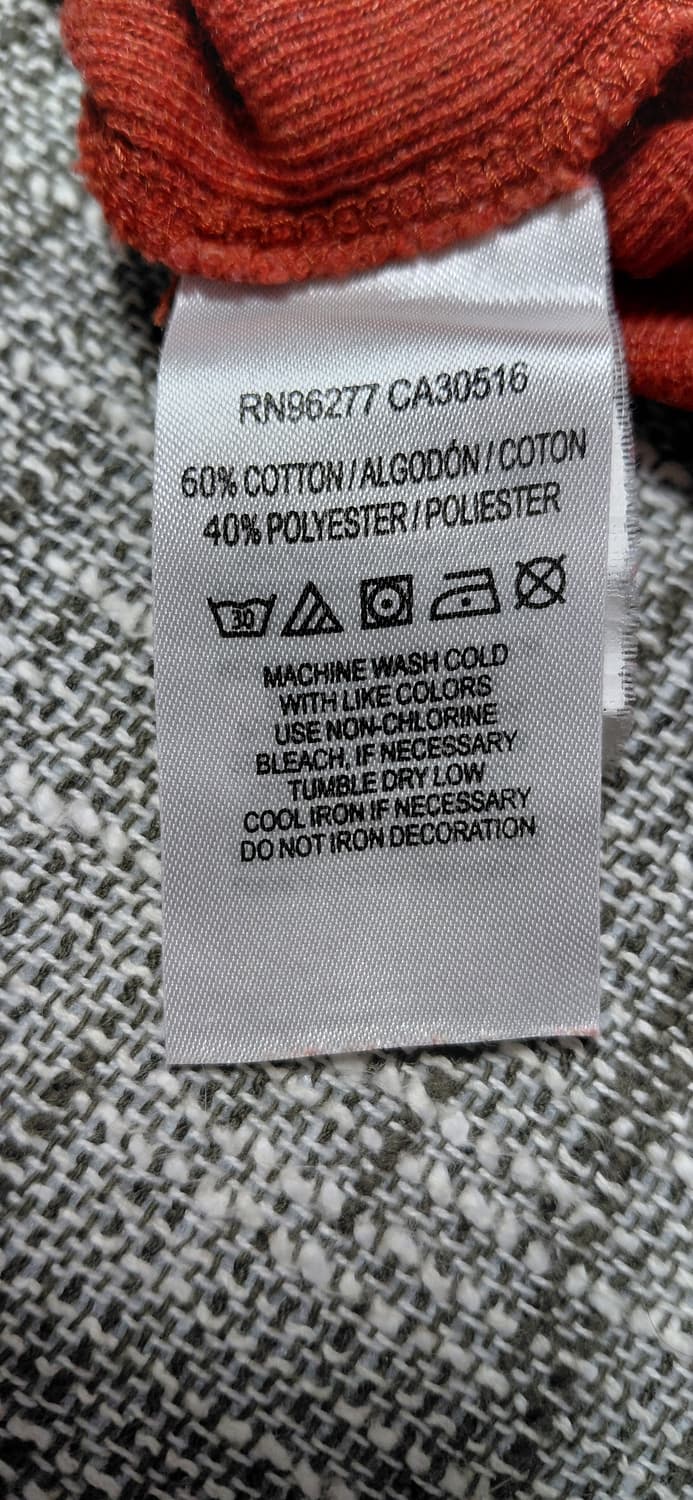 RN96277 CA30516
60% COTTON / ALGODÓN / COTON
40% POLYESTER / POLIESTER
30
MACHINE WASH COLD
WITH LIKE COLORS
USE NON-CHLORINE
BLEACH, IF NECESSARY
TUMBLE DRY LOW
COOL IRON IF NECESSARY
DO NOT IRON DECORATION